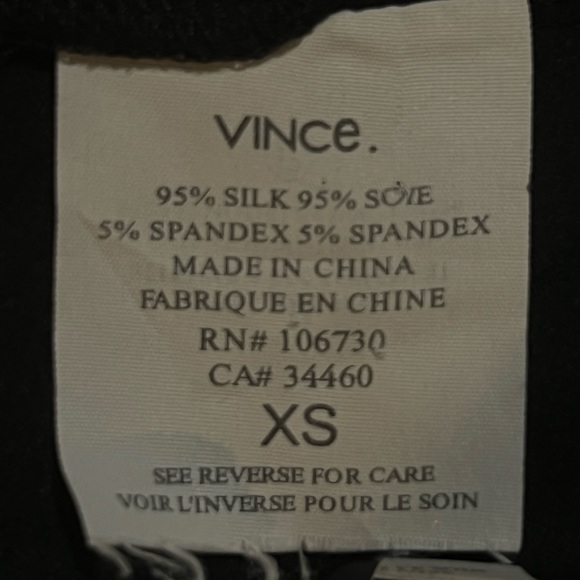 VINCe.
95% SILK 95% SOIE
5% SPANDEX 5% SPANDEX
MADE IN CHINA
FABRIQUE EN CHINE
RN# 106730
CA# 34460
XS
SEE REVERSE FOR CARE
VOIR L'INVERSE POUR LE SOIN